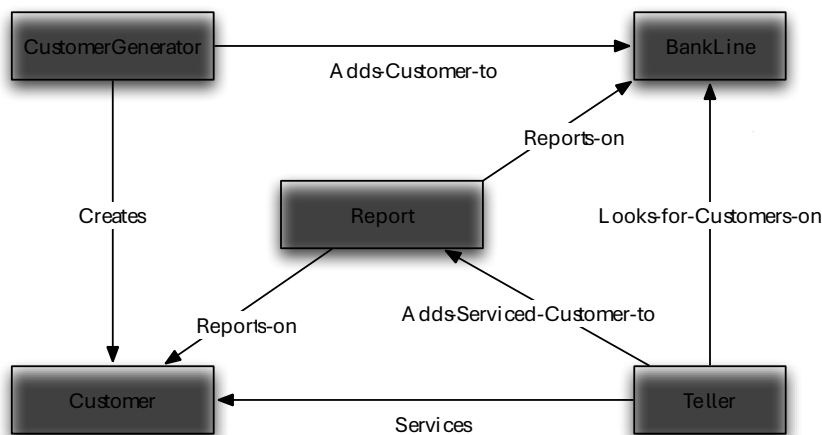 CustomerGenerator
BankLine
Adds-Customer-to
Reports-on
Creates
Report
Looks-for-Customers-on
Adds-Serviced-Customer-to
Reports-on
Customer
Teller
Services